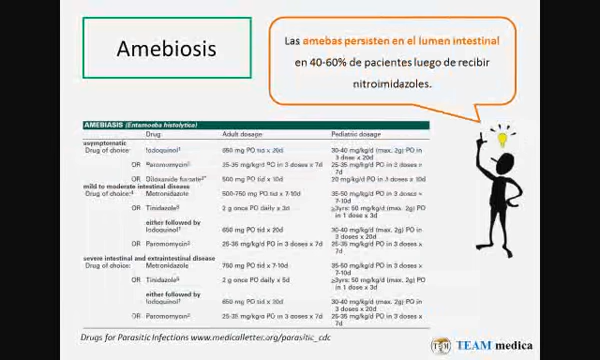 Amebiosis
Las amebas persisten en el lumen intestinal
en 40-60% de pacientes luego de recibir
nitroimidazoles.
AMEBIASIS (Entamoeba histolytica)
Drug Adult dosage Pediatric dosage
asymptomatic
Drug of choice: Iodoquinol 650 mg PO tid x 20d 30-40 mg/kg/d (max. 2g) PO in
3 doses x 20d
OR Paromomycin 25-35 mg/kg/d PO in 3 doses x 7d 25-35 mg/kg/d PO in 3 doses x
7d
OR Diloxanide furoate 500 mg PO tid x 10d 20 mg/kg/d PO in 3 doses x 10d
mild to moderate intestinal disease
Drug of choice: Metronidazole 500-750 mg PO tid x 7-10d 35-50 mg/kg/d PO in 3 doses x
7-10d
OR Tinidazole 2 g once PO daily x 3d ≥3yrs: 50 mg/kg/d (max. 2g) PO
in 1 dose x 3d
either followed by
Iodoquinol 650 mg PO tid x 20d 30-40 mg/kg/d (max. 2g) PO in
3 doses x 20d
OR Paromomycin 25-35 mg/kg/d PO in 3 doses x 7d 25-35 mg/kg/d PO in 3 doses x
7d
severe intestinal and extraintestinal disease
Drug of choice: Metronidazole 750 mg PO tid x 7-10d 35-50 mg/kg/d PO in 3 doses x
7-10d
OR Tinidazole 2 g once PO daily x 5d ≥3yrs: 50 mg/kg/d (max. 2g) PO
in 1 dose x
either followed by
Iodoquinol 650 mg PO tid x 20d 30-40 mg/kg/d (max. 2g) PO in
3 doses x 20d
OR Paromomycin 25-35 mg/kg/d PO in 3 doses x 7d 25-35 mg/kg/d PO in 3 doses x
7d
Drugs for Parasitic Infections www.medicalletter.org/parasitic_cdc
TEAM medica